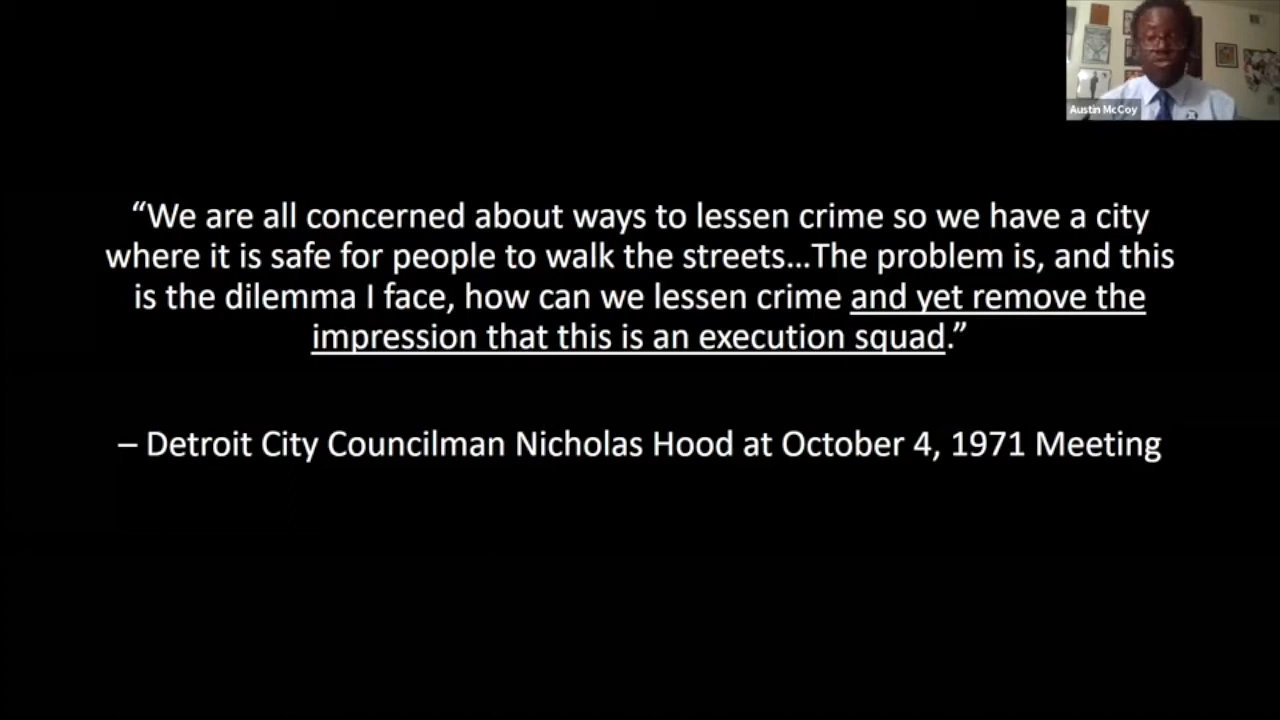 Austin McCoy
“We are all concerned about ways to lessen crime so we have a city
where it is safe for people to walk the streets…The problem is, and this
is the dilemma I face, how can we lessen crime and yet remove the
impression that this is an execution squad.”
– Detroit City Councilman Nicholas Hood at October 4, 1971 Meeting